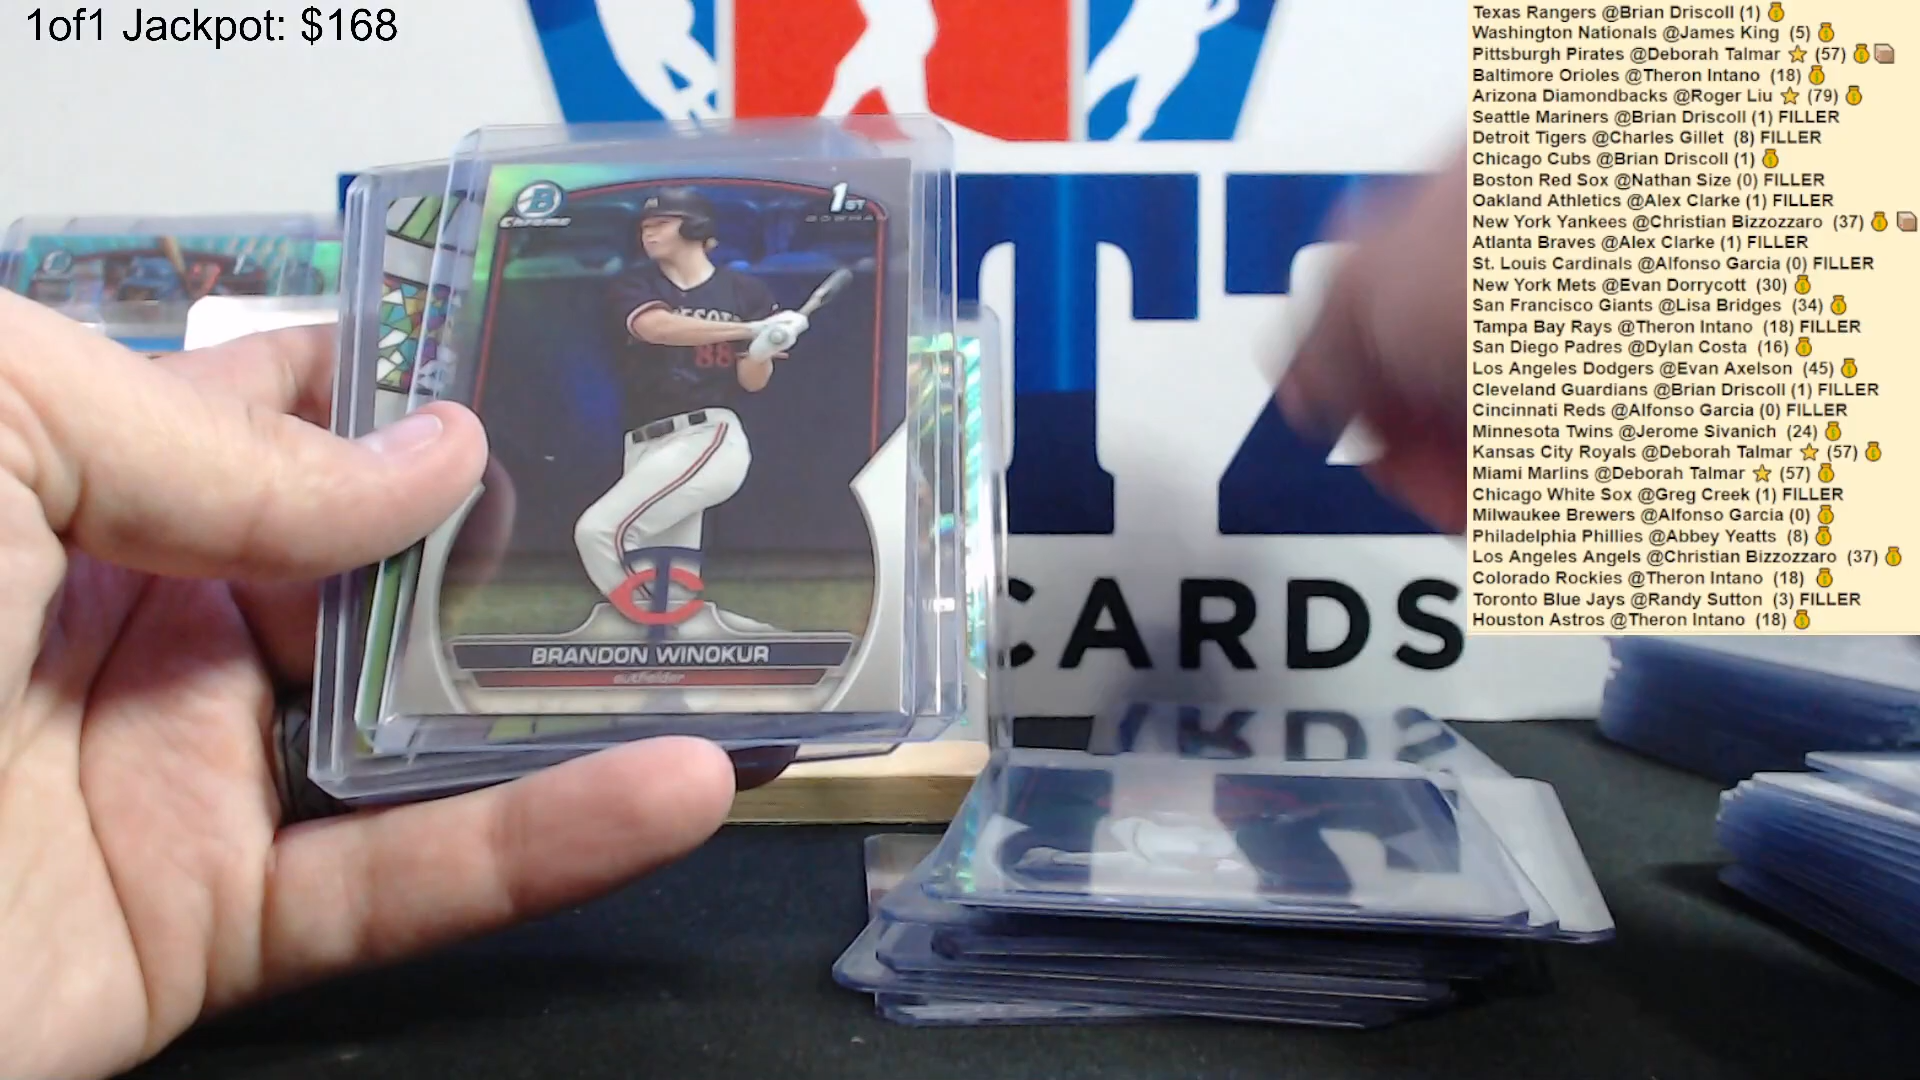 1of1 Jackpot: $168
Texas Rangers @Brian Driscoll (1)
Washington Nationals @James King (5)
Pittsburgh Pirates @Deborah Talmar (57)
Baltimore Orioles @Theron Intano (18)
Arizona Diamondbacks @Roger Liu (79)
Seattle Mariners @Brian Driscoll (1) FILLER
Detroit Tigers @Charles Gillet (8) FILLER
Chicago Cubs @Brian Driscoll (1)
Boston Red Sox @Nathan Size (0) FILLER
Oakland Athletics @Alex Clarke (1) FILLER
New York Yankees @Christian Bizzozzaro (37)
Atlanta Braves @Alex Clarke (1) FILLER
St. Louis Cardinals @Alfonso Garcia (0) FILLER
New York Mets @Evan Dorrycott (30)
San Francisco Giants @Lisa Bridges (34)
Tampa Bay Rays @Theron Intano (18) FILLER
San Diego Padres @Dylan Costa (16)
Los Angeles Dodgers @Evan Axelson (45)
Cleveland Guardians @Brian Driscoll (1) FILLER
Cincinnati Reds @Alfonso Garcia (0) FILLER
Minnesota Twins @Jerome Sivanich (24)
Kansas City Royals @Deborah Talmar (57)
Miami Marlins @Deborah Talmar (57)
Chicago White Sox @Greg Creek (1) FILLER
Milwaukee Brewers @Alfonso Garcia (0)
Philadelphia Phillies @Abbey Yeatts (8)
Los Angeles Angels @Christian Bizzozzaro (37)
Colorado Rockies @Theron Intano (18)
Toronto Blue Jays @Randy Sutton (3) FILLER
Houston Astros @Theron Intano (18)
B
Chrome
1ST
BOWMAN
88
TC
BRANDON WINOKUR
outfielder
TZ
CARDS